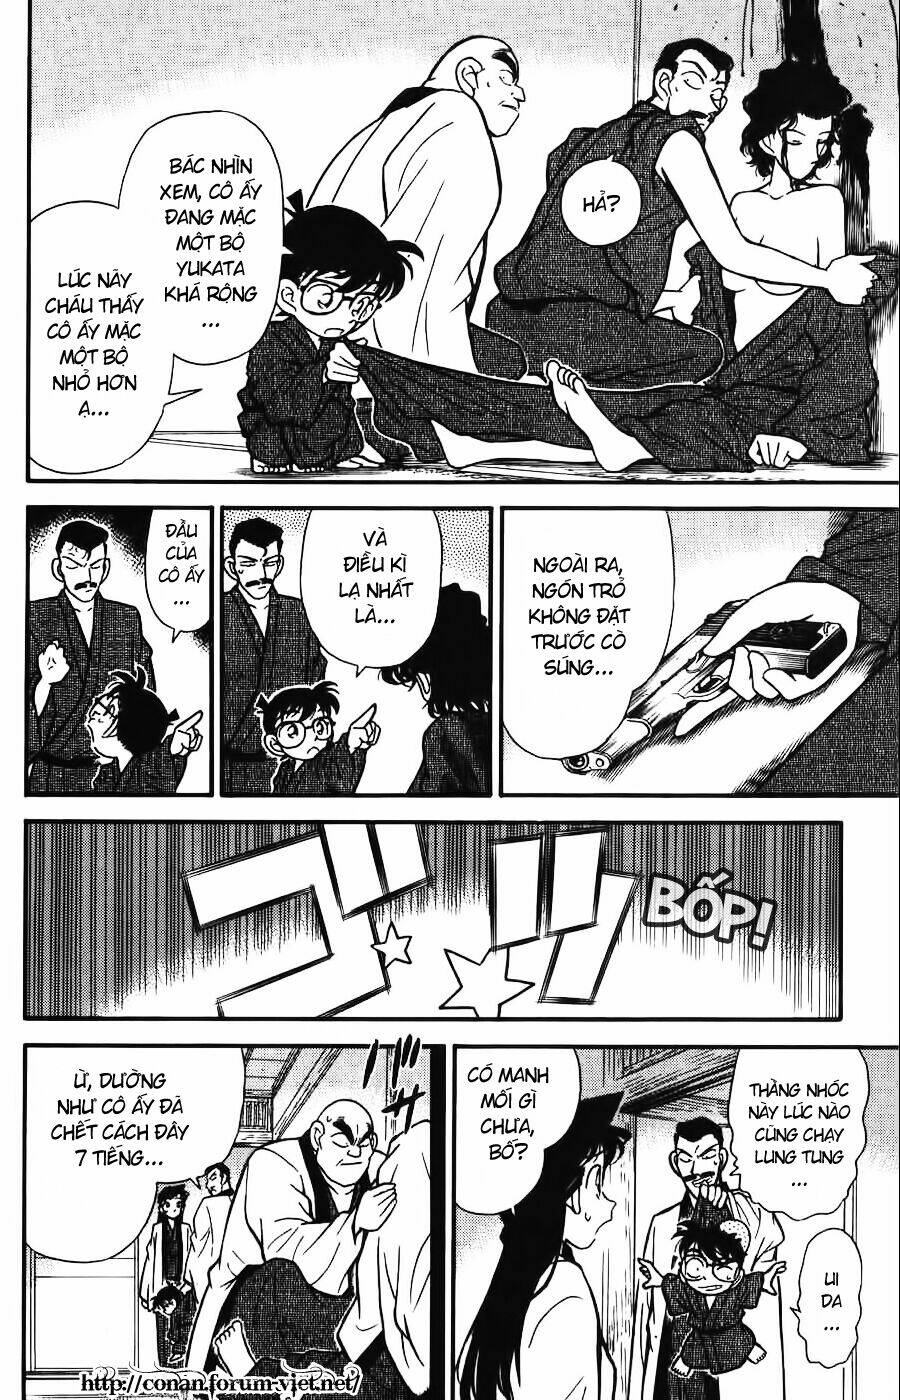 BÁC NHÌN
XEM, CÔ ẤY
ĐANG MẶC
MỘT BỘ
YUKATA
KHÁ RỘNG
...
HẢ?
LÚC NÃY
CHÁU THẤY
CÔ ẤY MẶC
MỘT BỘ
NHỎ HƠN
Ạ...
NGOÀI RA,
NGÓN TRỎ
KHÔNG ĐẶT
TRƯỚC CÒ
SÚNG...
VÀ
ĐIỀU KÌ
LẠ NHẤT
LÀ...
ĐẦU
CỦA
CÔ ẤY
...
ゴツ
BỐP!
THẰNG NHÓC
NÀY LÚC NÀO
CŨNG CHẠY
LUNG TUNG
...
UI
DA
...
CÓ MANH
MỐI GÌ
CHƯA,
BỐ?
Ừ, DƯỜNG
NHƯ CÔ ẤY ĐÃ
CHẾT CÁCH ĐÂY
7 TIẾNG...
http://conan.forum-viet.net/